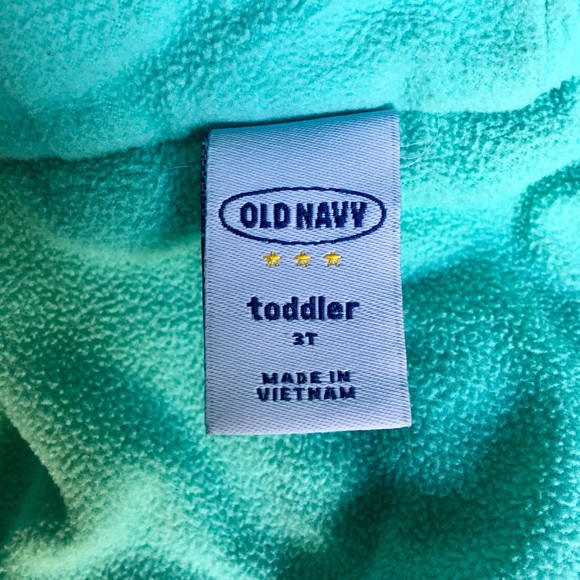 OLD NAVY
toddler
3T
MADE IN
VIETNAM